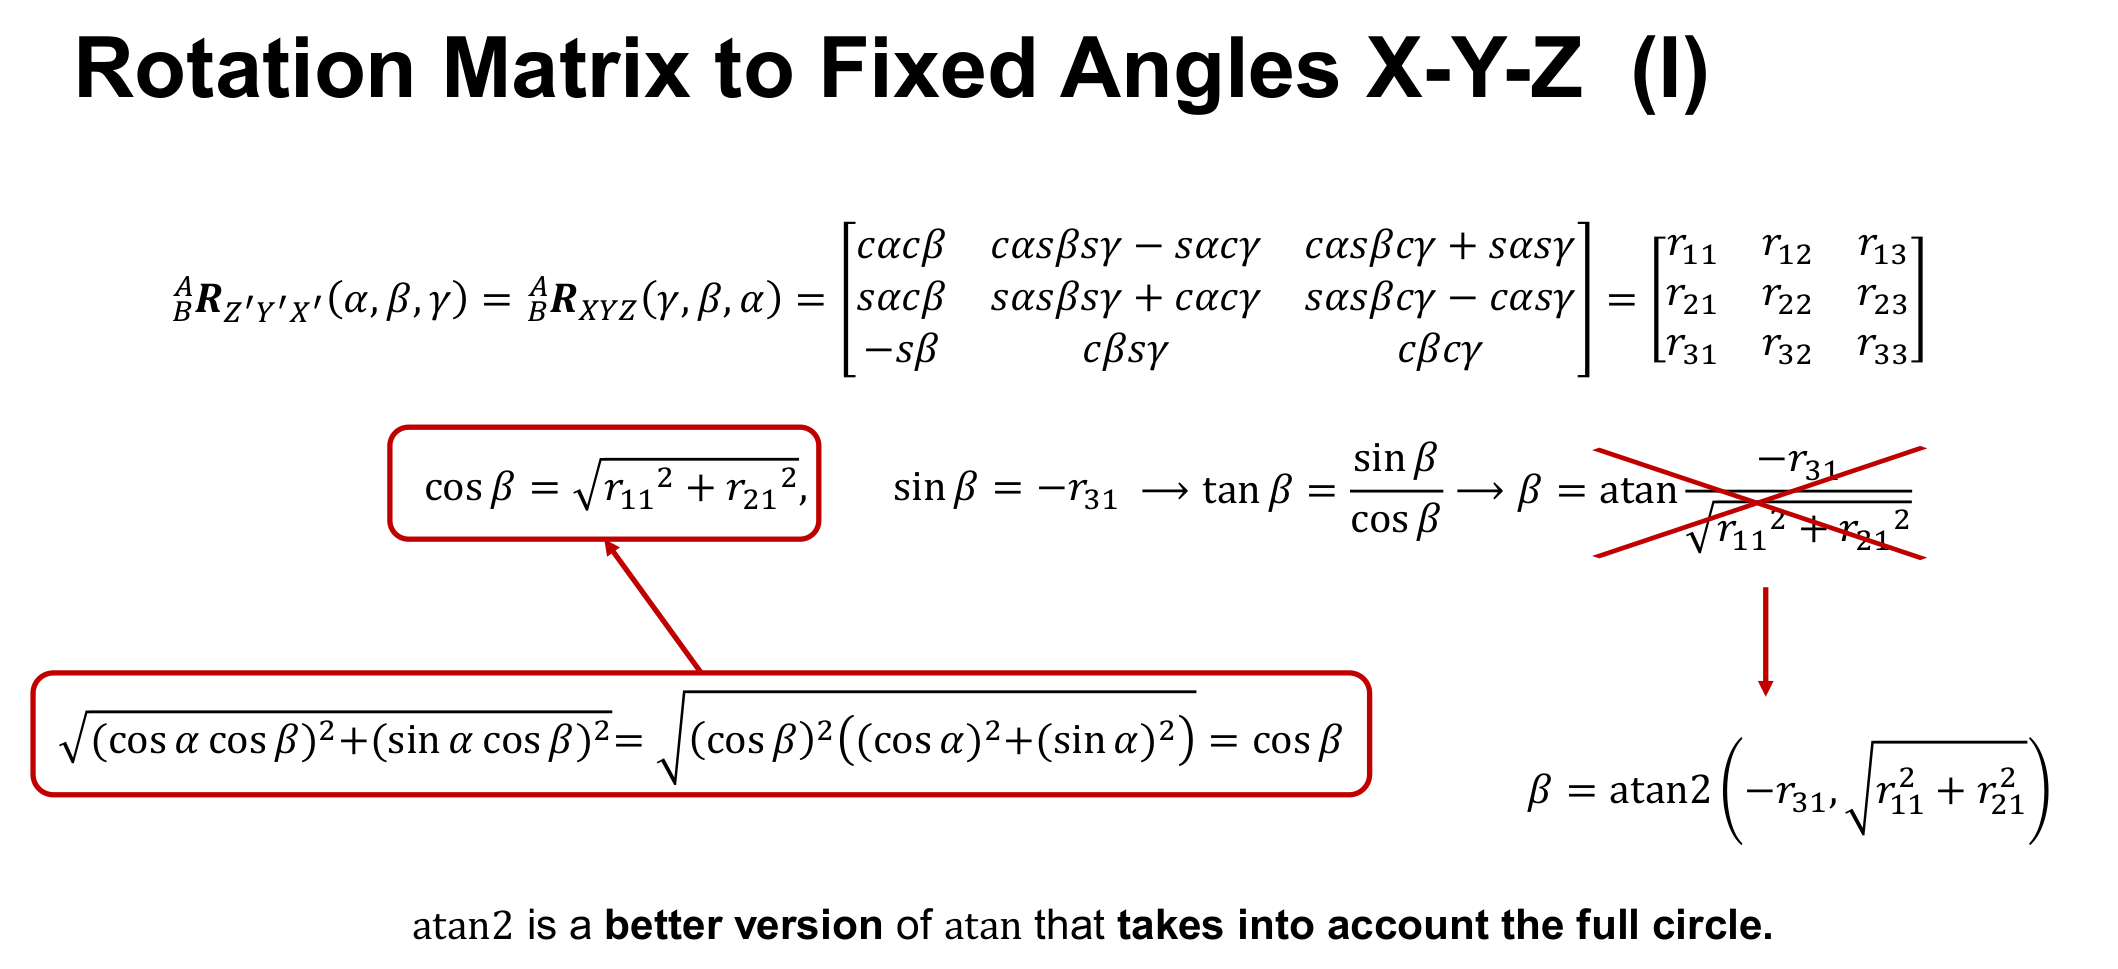 Rotation Matrix to Fixed Angles X-Y-Z (I)
$^A_B\boldsymbol{R}_{Z'Y'X'}(\alpha, \beta, \gamma) = {}^A_B\boldsymbol{R}_{XYZ}(\gamma, \beta, \alpha) = \begin{bmatrix} c\alpha c\beta & c\alpha s\beta s\gamma - s\alpha c\gamma & c\alpha s\beta c\gamma + s\alpha s\gamma \\ s\alpha c\beta & s\alpha s\beta s\gamma + c\alpha c\gamma & s\alpha s\beta c\gamma - c\alpha s\gamma \\ -s\beta & c\beta s\gamma & c\beta c\gamma \end{bmatrix} = \begin{bmatrix} r_{11} & r_{12} & r_{13} \\ r_{21} & r_{22} & r_{23} \\ r_{31} & r_{32} & r_{33} \end{bmatrix}$
$\cos\beta = \sqrt{{r_{11}}^2 + {r_{21}}^2},$ $\sin\beta = -r_{31} \longrightarrow \tan\beta = \frac{\sin\beta}{\cos\beta} \longrightarrow \beta = \operatorname{atan}\frac{-r_{31}}{\sqrt{{r_{11}}^2 + {r_{21}}^2}}$
$\sqrt{(\cos\alpha\cos\beta)^2+(\sin\alpha\cos\beta)^2} = \sqrt{(\cos\beta)^2\left((\cos\alpha)^2+(\sin\alpha)^2\right)} = \cos\beta$
$\beta = \operatorname{atan2}\left(-r_{31}, \sqrt{r_{11}^2 + r_{21}^2}\right)$
atan2 is a better version of atan that takes into account the full circle.